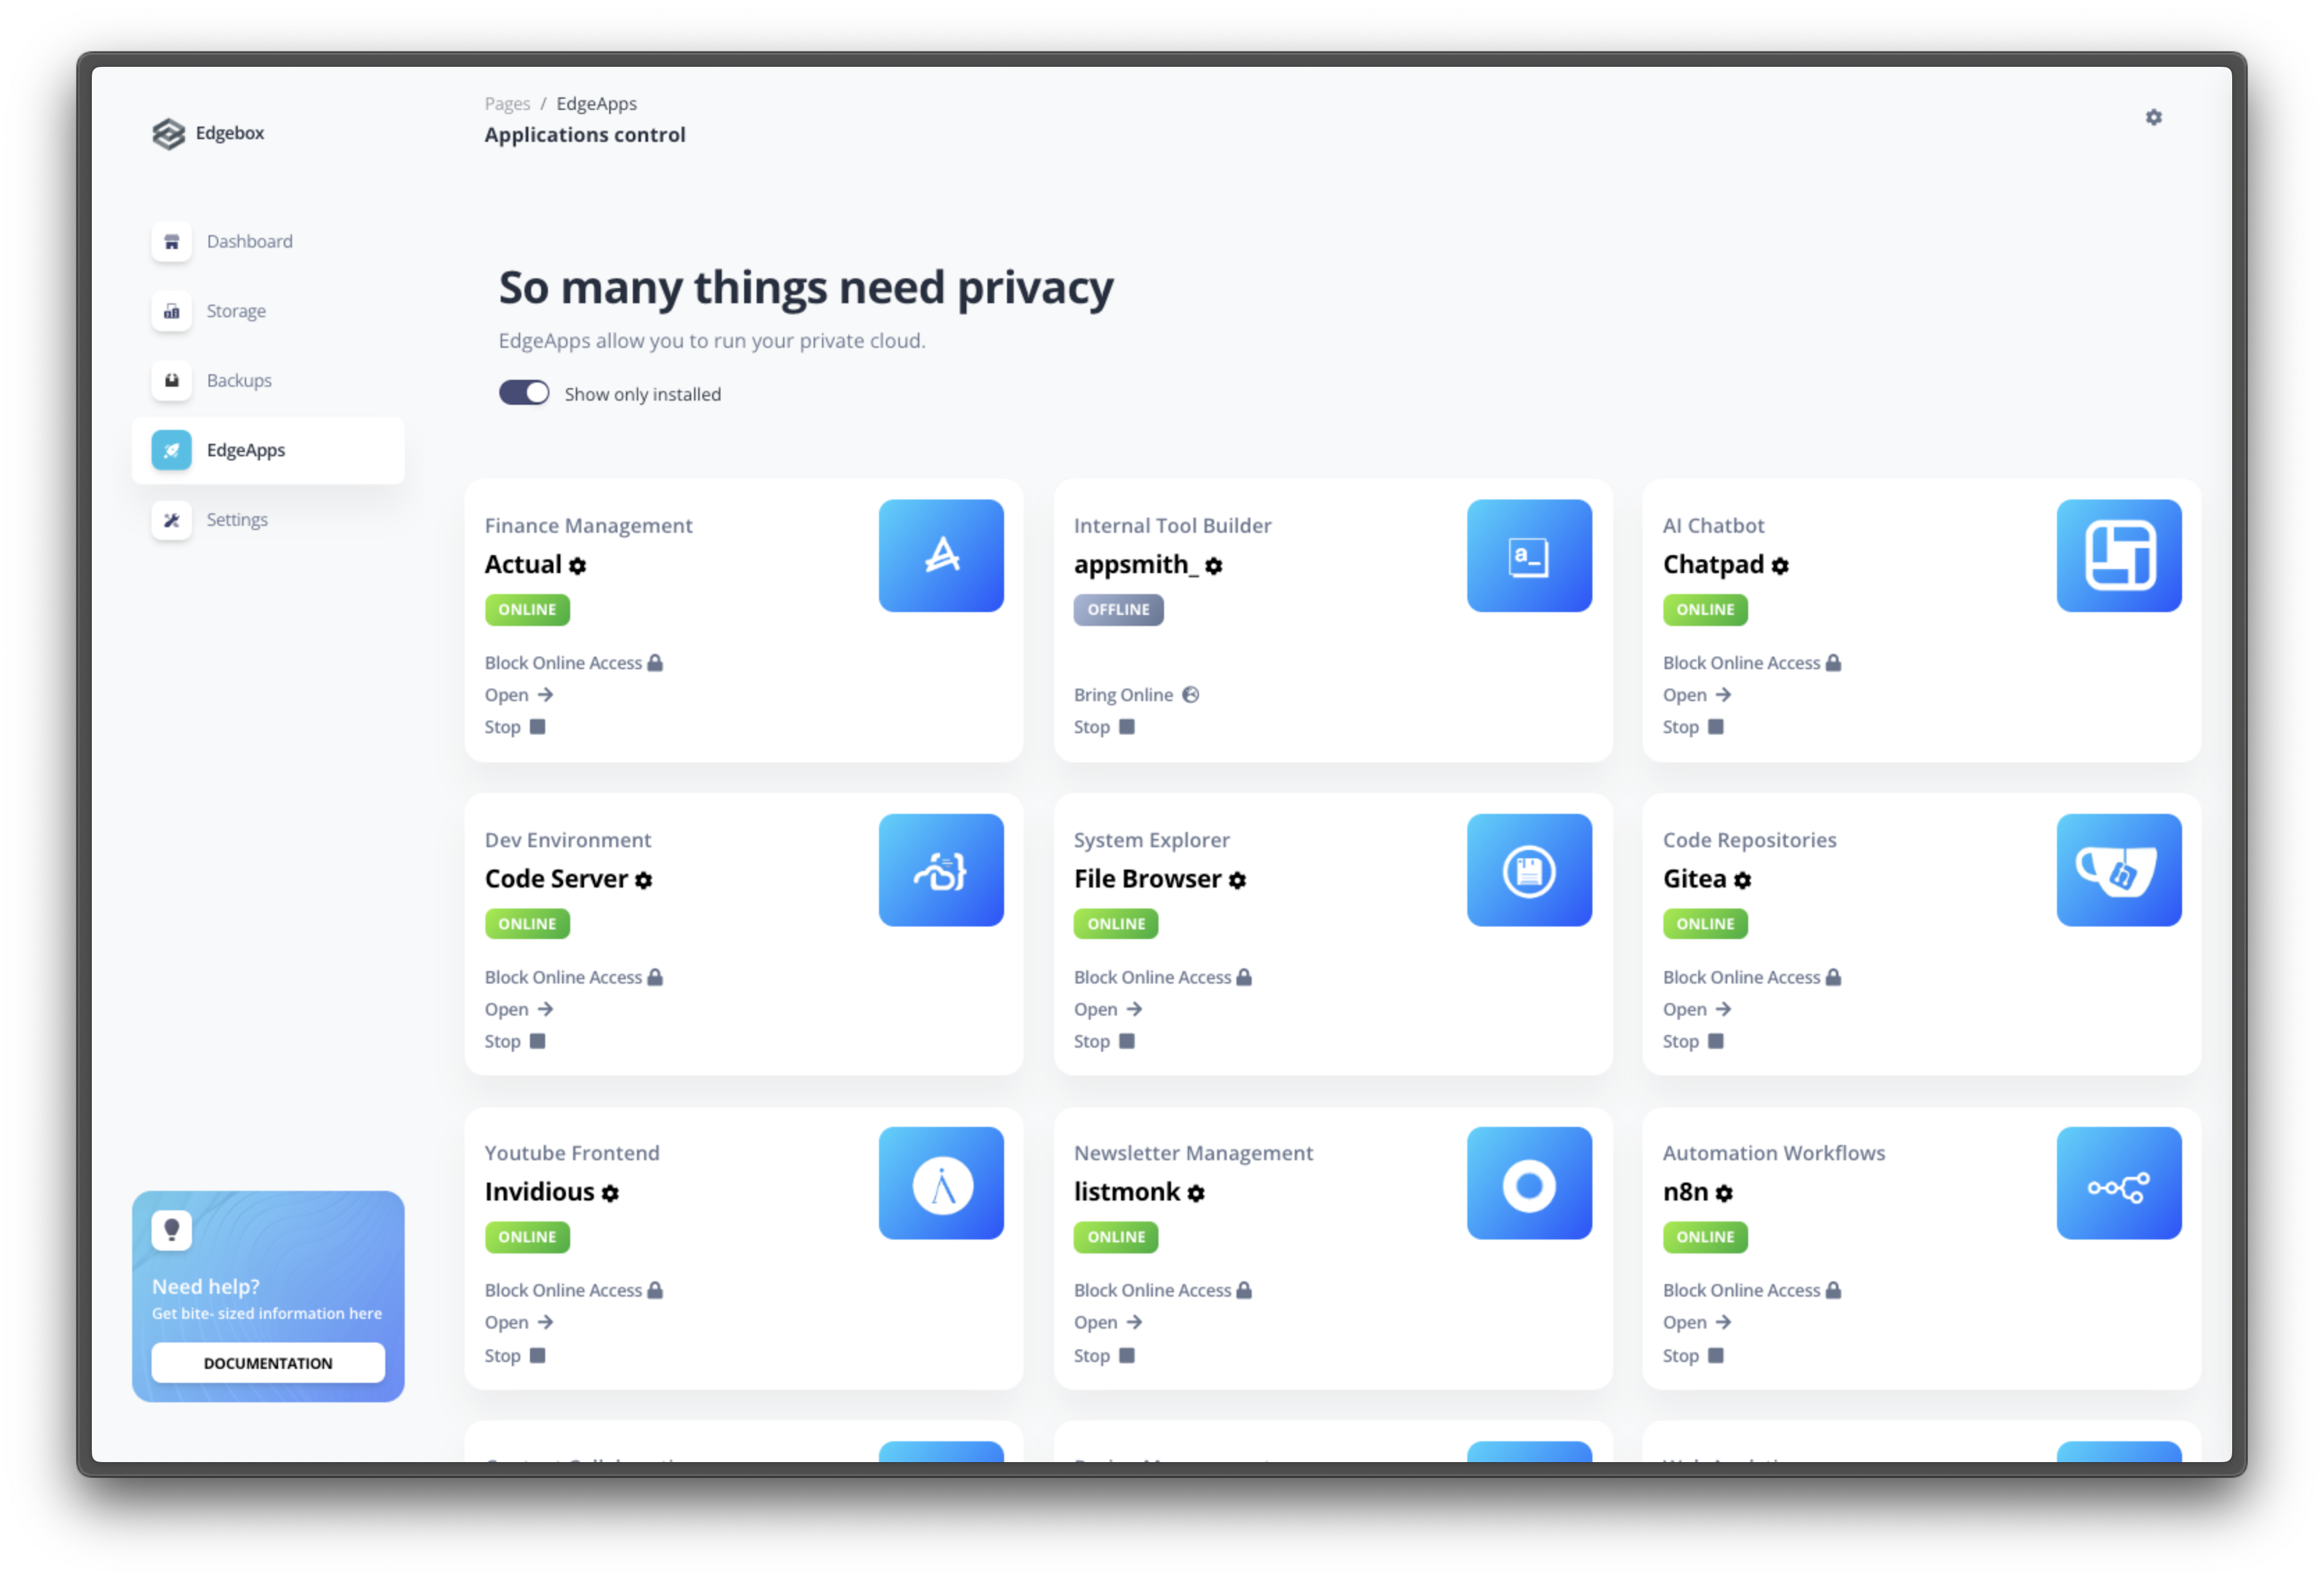 Edgebox
Pages / EdgeApps
Applications control
Dashboard
Storage
Backups
EdgeApps
Settings
So many things need privacy
EdgeApps allow you to run your private cloud.
Show only installed
Finance Management
Actual
ONLINE
Block Online Access
Open
Stop
Internal Tool Builder
appsmith_
OFFLINE
Bring Online
Stop
AI Chatbot
Chatpad
ONLINE
Block Online Access
Open
Stop
Dev Environment
Code Server
ONLINE
Block Online Access
Open
Stop
System Explorer
File Browser
ONLINE
Block Online Access
Open
Stop
Code Repositories
Gitea
ONLINE
Block Online Access
Open
Stop
Youtube Frontend
Invidious
ONLINE
Block Online Access
Open
Stop
Newsletter Management
listmonk
ONLINE
Block Online Access
Open
Stop
Automation Workflows
n8n
ONLINE
Block Online Access
Open
Stop
Need help?
Get bite- sized information here
DOCUMENTATION